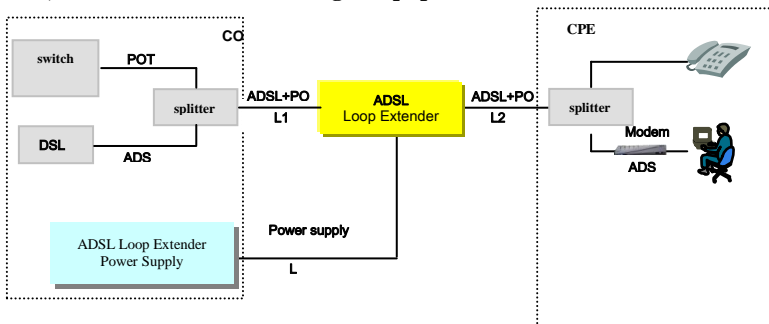 CO
switch
POT
splitter
DSL
ADS
ADSL+PO
L1
ADSL
Loop Extender
ADSL+PO
L2
CPE
splitter
Modem
ADS
Power supply
L
ADSL Loop Extender
Power Supply